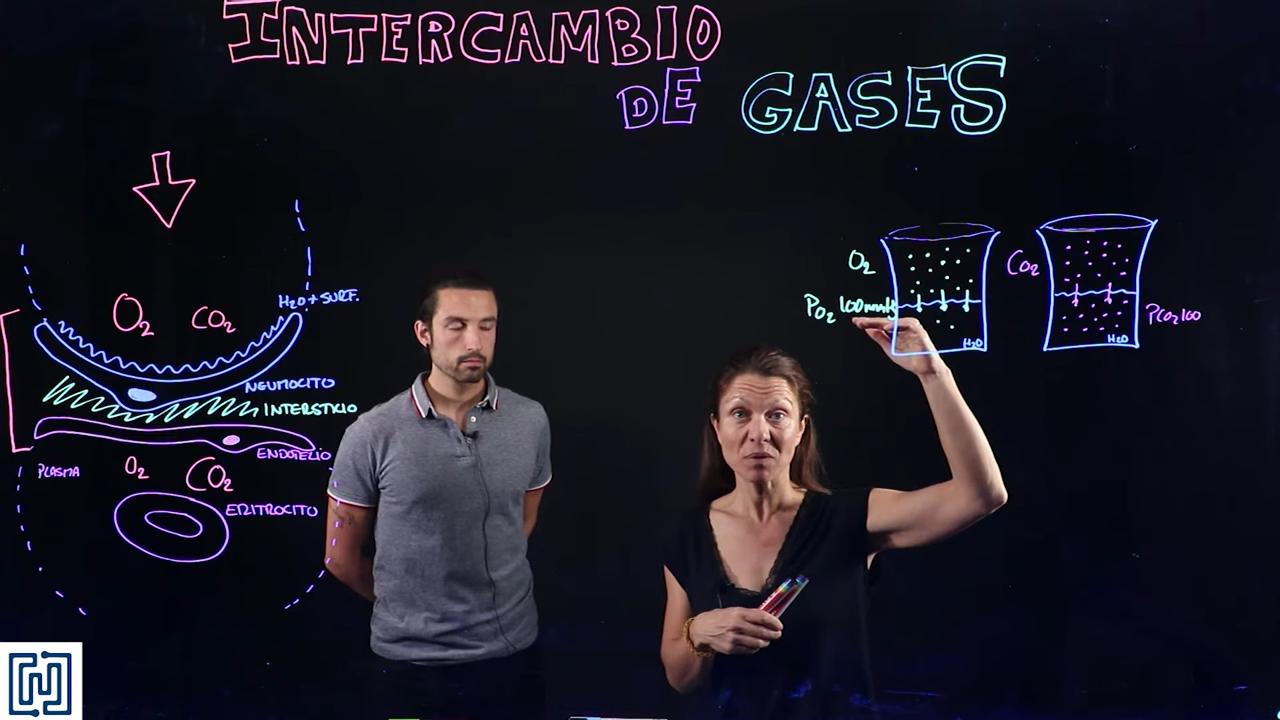 INTERCAMBIO
DE GASES
O₂ CO₂
H₂O + SURF.
NEUMOCITO
INTERSTICIO
ENDOTELIO
PLASMA O₂ CO₂
ERITROCITO
O₂
PO₂ 100mmHg
H₂O
CO₂
PCO₂ 100
H₂O